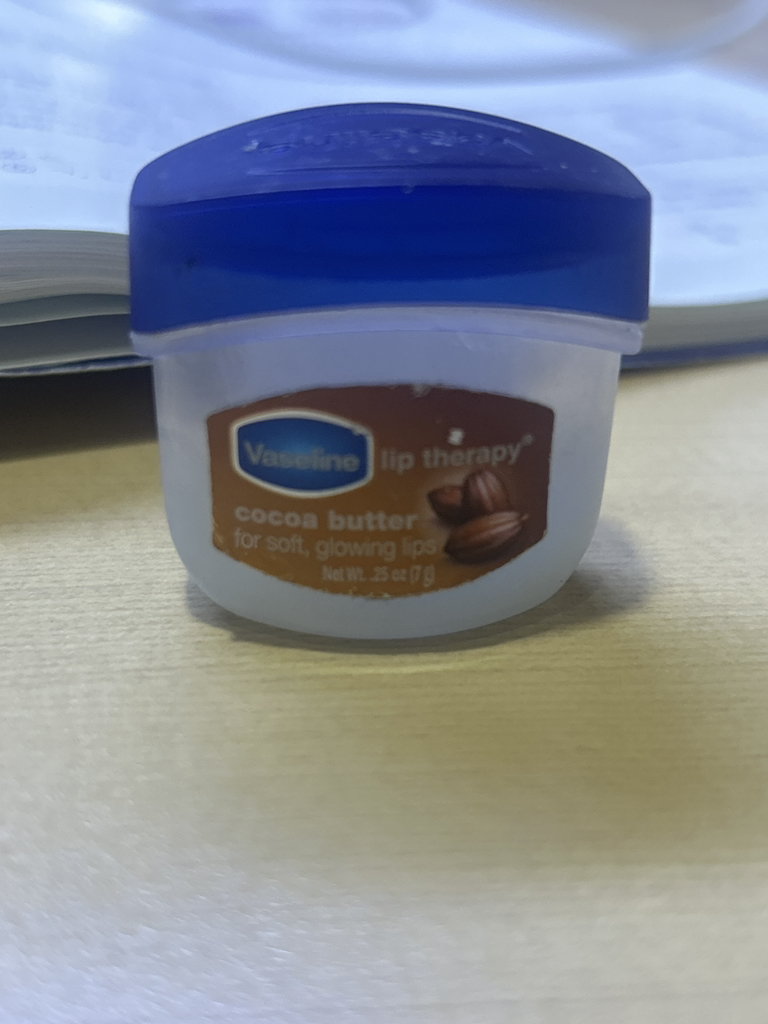 Vaseline lip therapy®
cocoa butter
for soft, glowing lips
Net Wt. .25 oz (7 g)